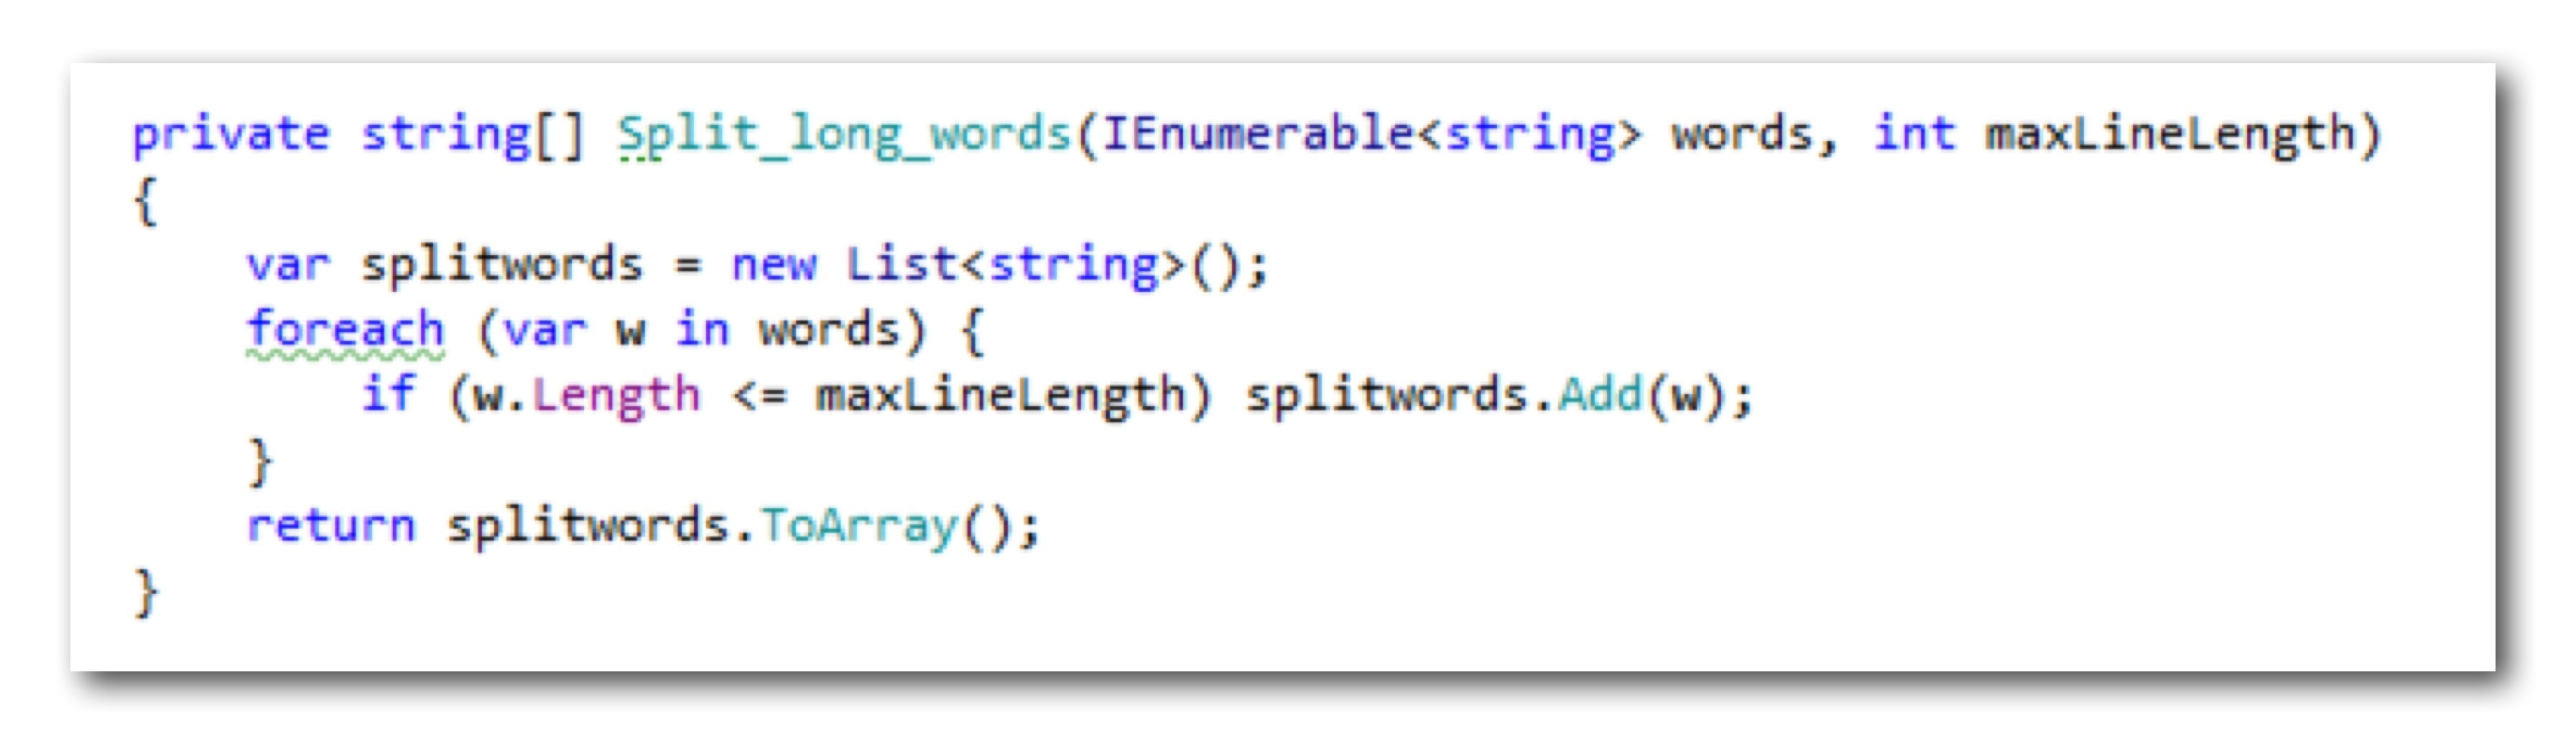 private string[] Split_long_words(IEnumerable<string> words, int maxLineLength)
{
    var splitwords = new List<string>();
    foreach (var w in words) {
        if (w.Length <= maxLineLength) splitwords.Add(w);
    }
    return splitwords.ToArray();
}